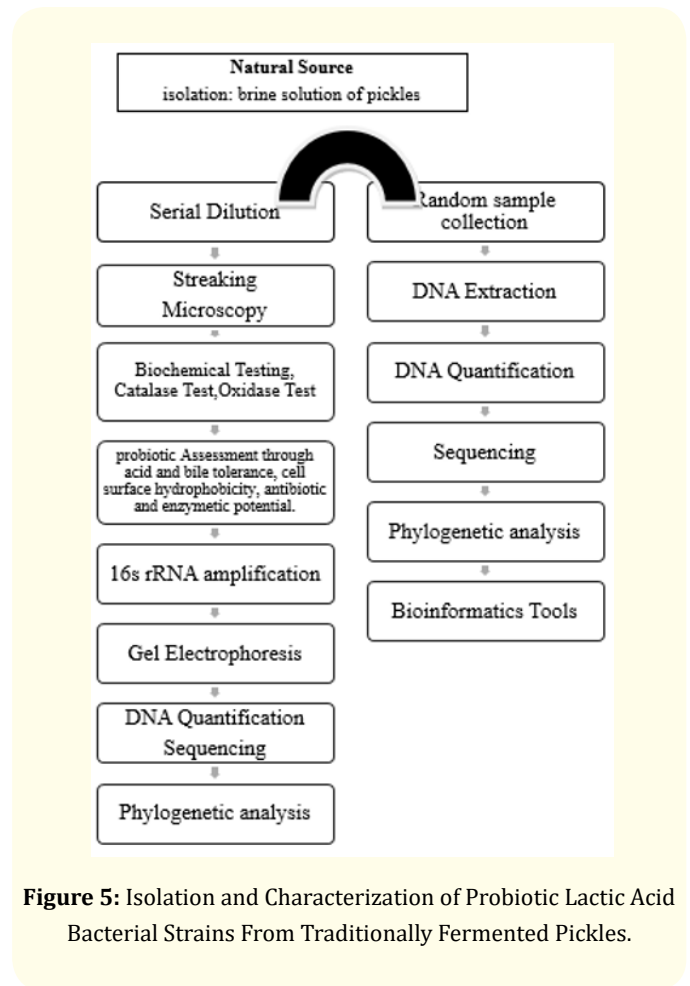 Natural Source
isolation: brine solution of pickles
Serial Dilution
Streaking
Microscopy
Biochemical Testing,
Catalase Test,Oxidase Test
probiotic Assessment through
acid and bile tolerance, cell
surface hydrophobicity, antibiotic
and enzymetic potential.
16s rRNA amplification
Gel Electrophoresis
DNA Quantification
Sequencing
Phylogenetic analysis
Random sample
collection
DNA Extraction
DNA Quantification
Sequencing
Phylogenetic analysis
Bioinformatics Tools
Figure 5: Isolation and Characterization of Probiotic Lactic Acid
Bacterial Strains From Traditionally Fermented Pickles.